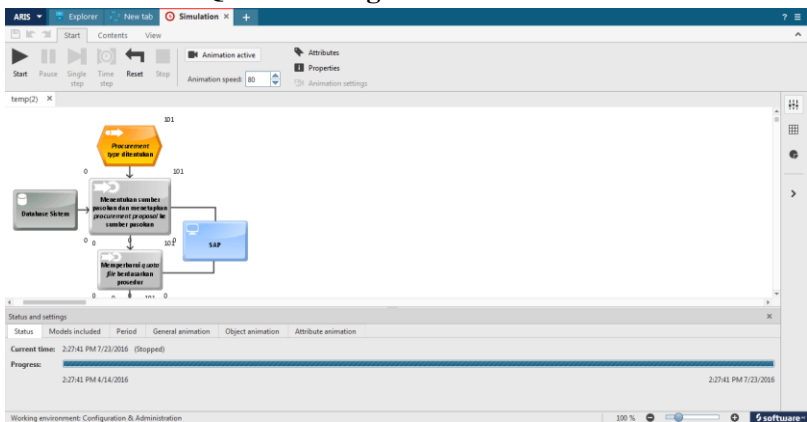 ARIS Explorer New tab Simulation × +
? ≡
Start Contents View
Start Pause Single step Time step Reset Stop
Animation active
Animation speed: 80
Attributes
Properties
Animation settings
temp(2) ×
101
Procurement
type ditentukan
0 101
Menentukan sumber
pasokan dan menetapkan
procurement proposal ke
sumber pasokan
Database Sistem
SAP
0 0 0 101 0
Memperbarui quota
file berdasarkan
prosedur
0 0 0 101 0
Status and settings ×
Status Models included Period General animation Object animation Attribute animation
Current time: 2:27:41 PM 7/23/2016 (Stopped)
Progress:
2:27:41 PM 4/14/2016 2:27:41 PM 7/23/2016
Working environment: Configuration & Administration 100 % software